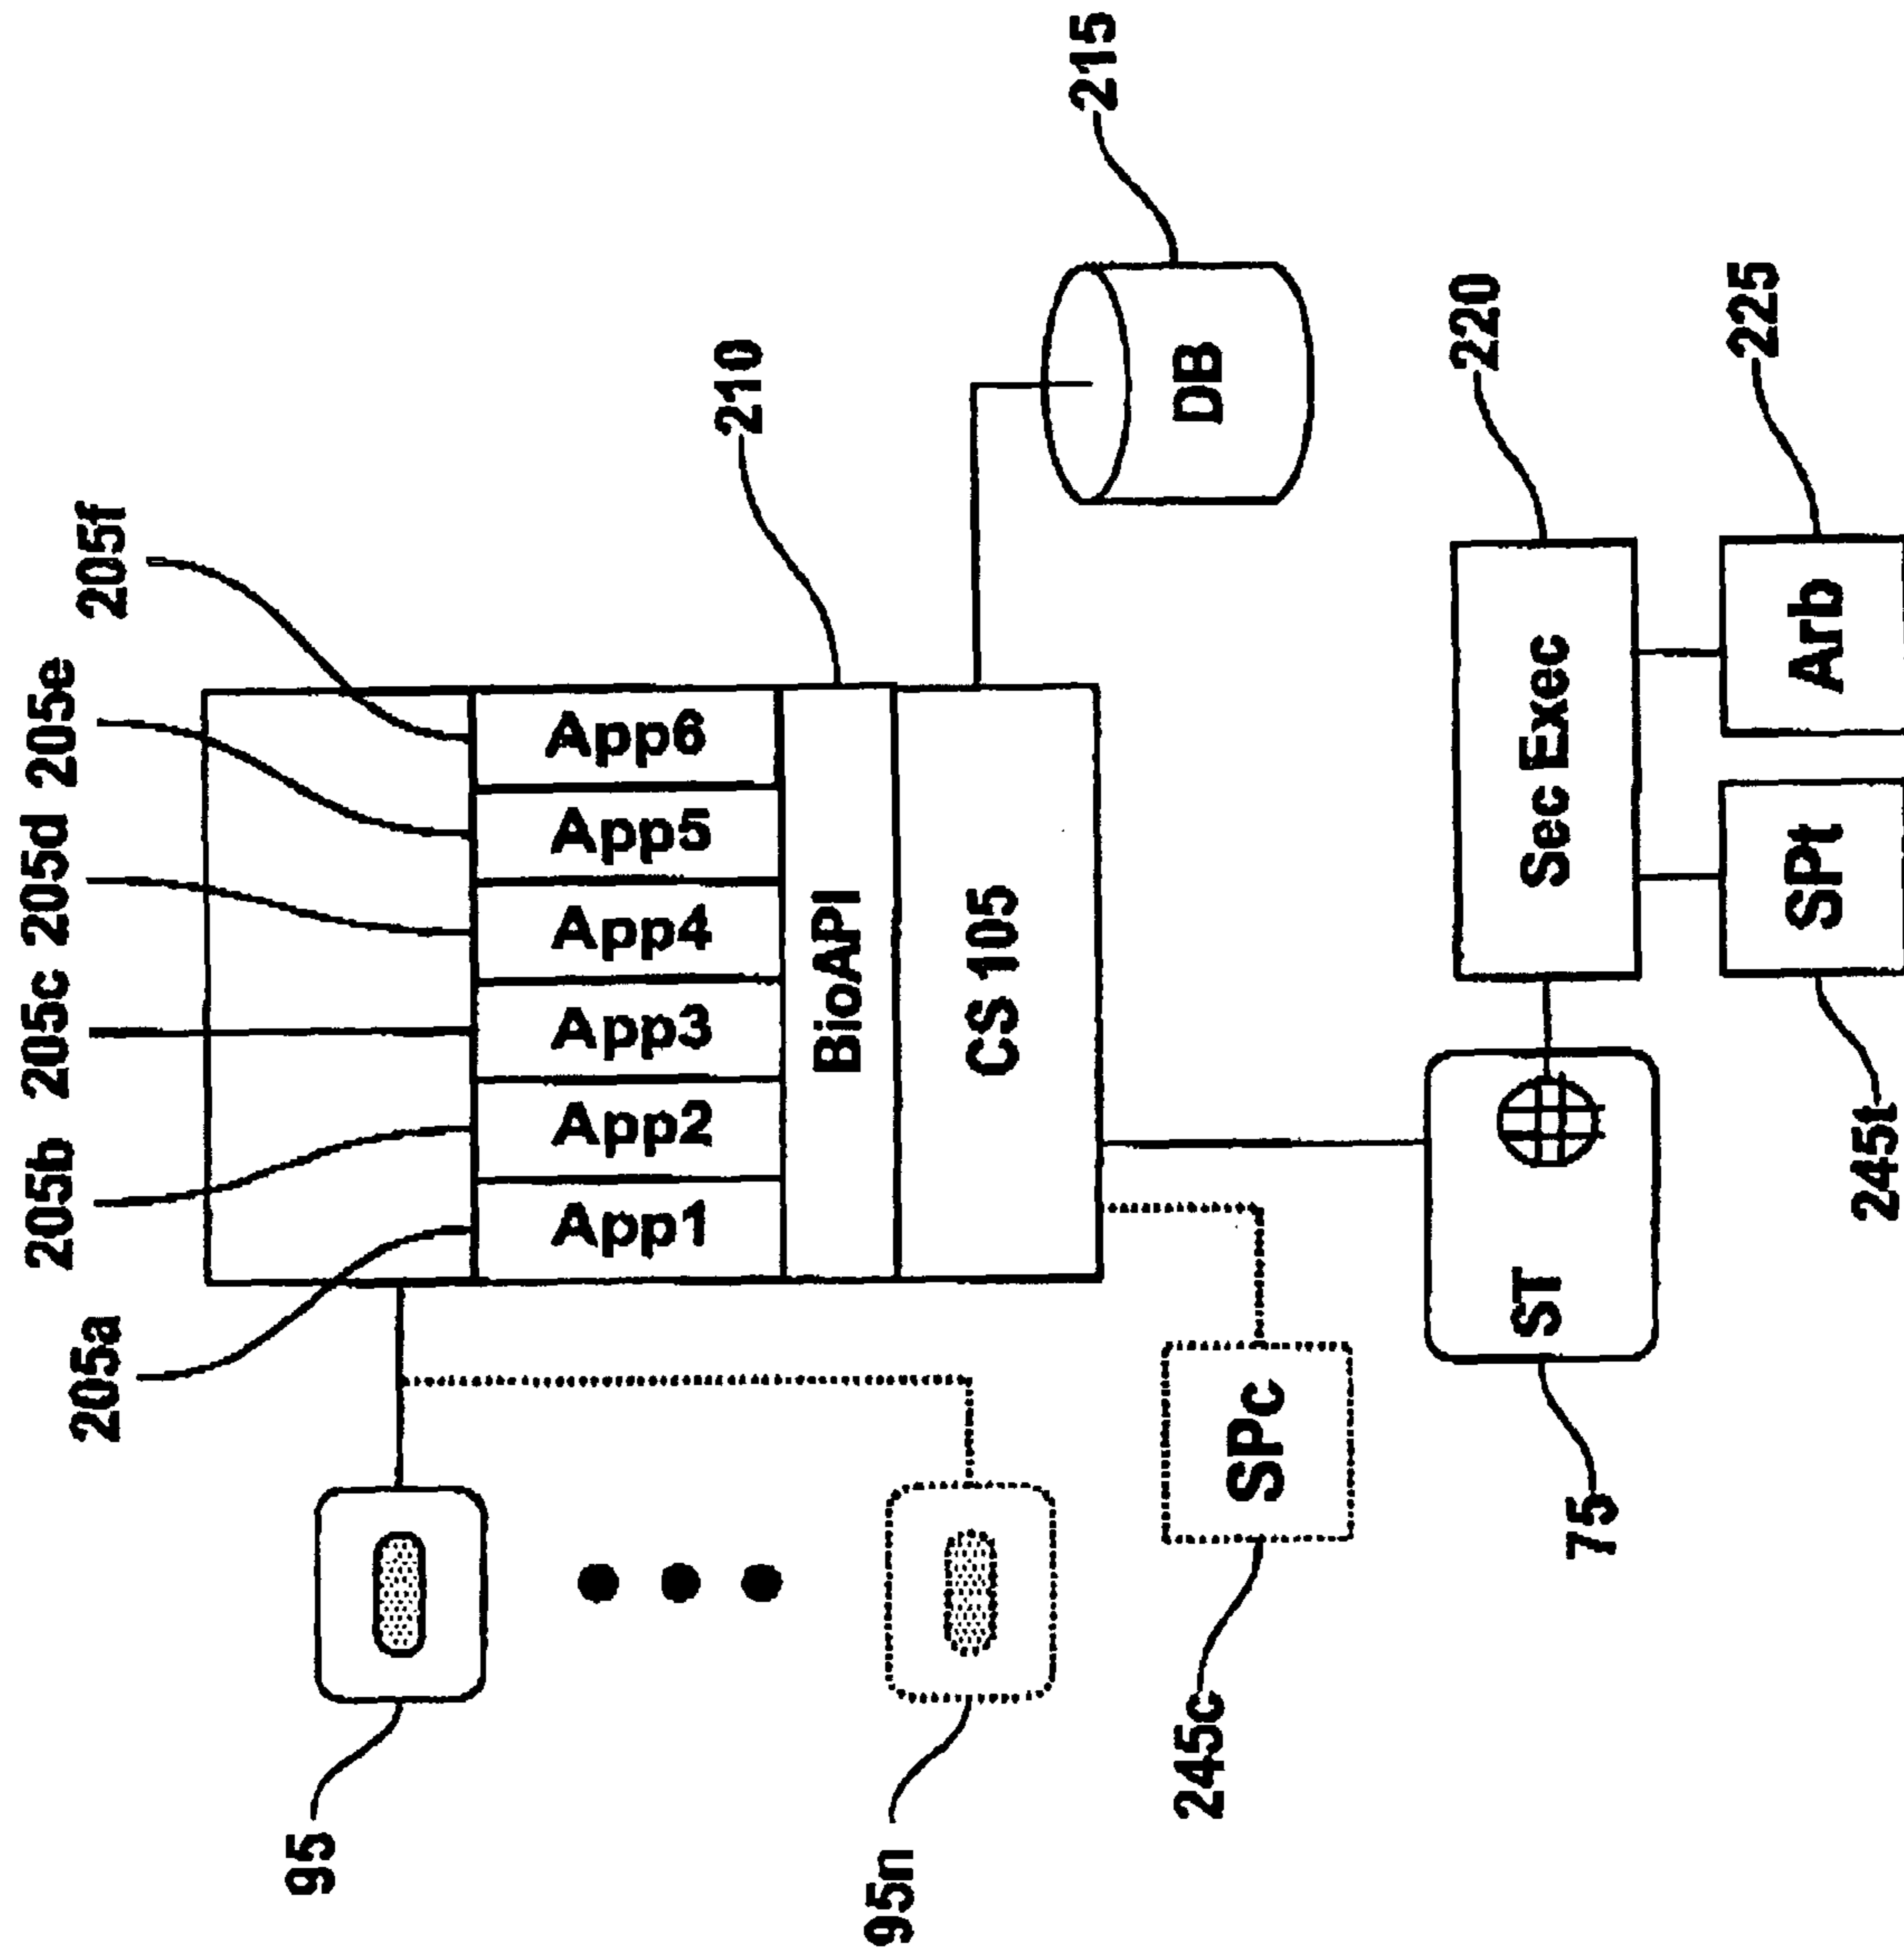 205a
205b
205c
205d
205e
205f
95
95n
App1
App2
App3
App4
App5
App6
BioAPI
210
CS 105
DB
215
SPc
245c
ST
75
Sec Exec
220
SPt
245t
Arb
225